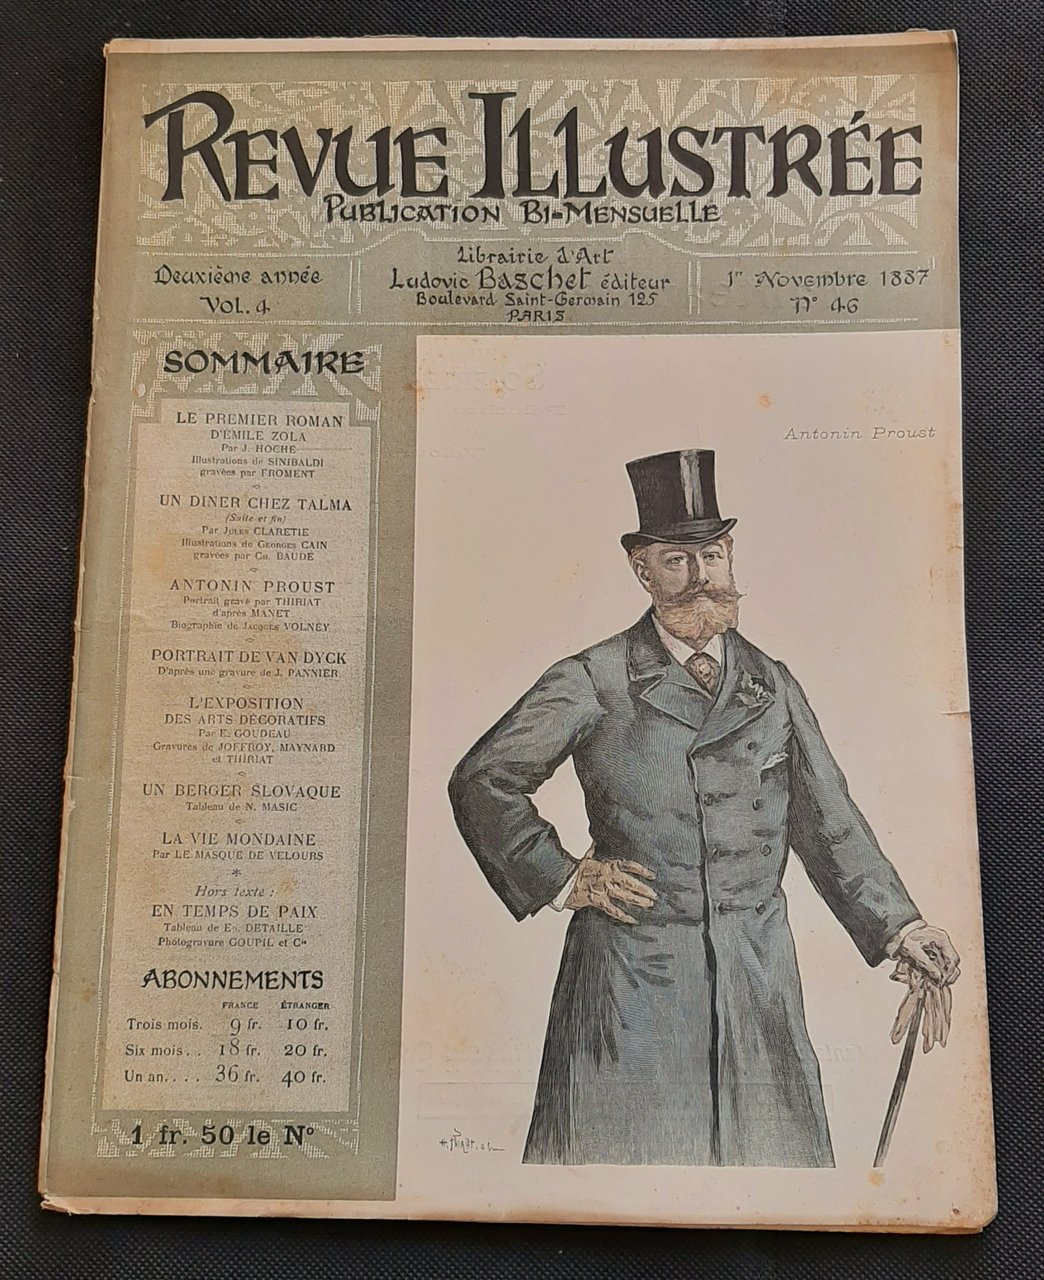 REVUE ILLUSTRÉE
PUBLICATION BI-MENSUELLE
Deuxième année
VOL. 4
Librairie d'Art
Ludovic Baschet éditeur
Boulevard Saint-Germain 125
PARIS
1er Novembre 1887
N° 46
SOMMAIRE
LE PREMIER ROMAN
D'ÉMILE ZOLA
Par J. HOCHE
Illustrations de SINIBALDI
gravées par FROMENT
UN DINER CHEZ TALMA
(Suite et fin)
Par JULES CLARETIE
Illustrations de GEORGES CAIN
gravées par CH. BAUDE
ANTONIN PROUST
Portrait gravé par THIRIAT
d'après MANET
Biographie de JACQUES VOLNEY
PORTRAIT DE VAN DYCK
D'après une gravure de J. PANNIER
L'EXPOSITION
DES ARTS DÉCORATIFS
Par E. GOUDEAU
Gravures de JOFFROY, MAYNARD
et THIRIAT
UN BERGER SLOVAQUE
Tableau de N. MASIC
LA VIE MONDAINE
Par LE MASQUE DE VELOURS
*
Hors texte :
EN TEMPS DE PAIX
Tableau de ED. DETAILLE
Photogravure GOUPIL et Cie
ABONNEMENTS
FRANCE ÉTRANGER
Trois mois. 9 fr. 10 fr.
Six mois . . 18 fr. 20 fr.
Un an. . . . 36 fr. 40 fr.
1 fr. 50 le N°
Antonin Proust